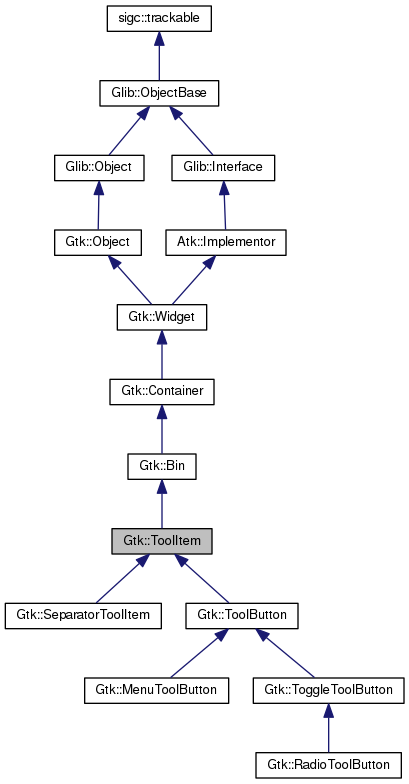 sigc::trackable
Glib::ObjectBase
Glib::Object
Glib::Interface
Gtk::Object
Atk::Implementor
Gtk::Widget
Gtk::Container
Gtk::Bin
Gtk::ToolItem
Gtk::SeparatorToolItem
Gtk::ToolButton
Gtk::MenuToolButton
Gtk::ToggleToolButton
Gtk::RadioToolButton